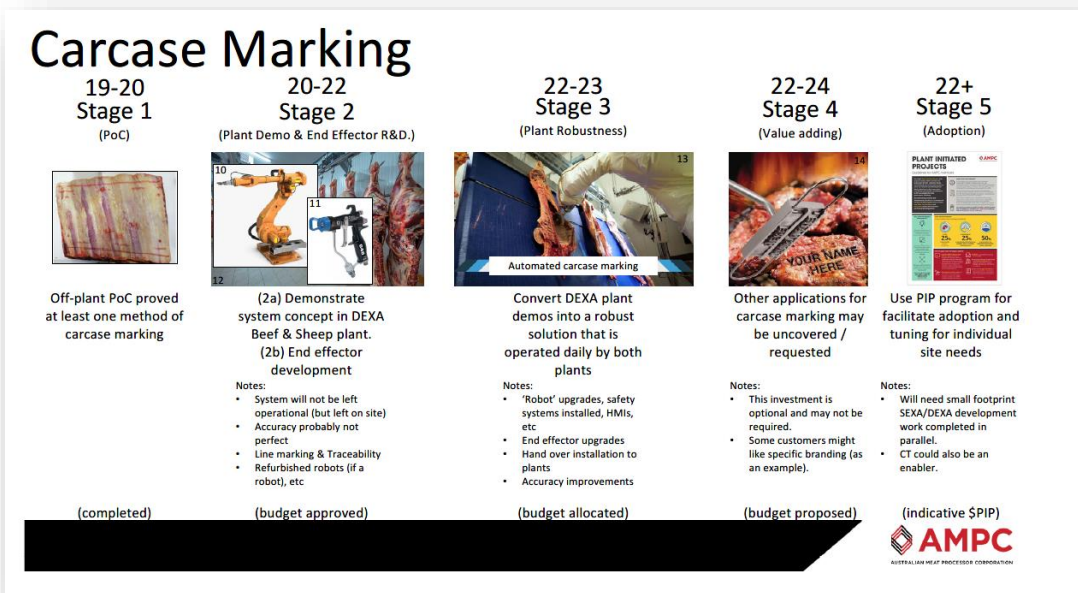 Carcase Marking
19-20
Stage 1
(PoC)
Off-plant PoC proved
at least one method of
carcase marking
(completed)
20-22
Stage 2
(Plant Demo & End Effector R&D.)
10
11
12
(2a) Demonstrate
system concept in DEXA
Beef & Sheep plant.
(2b) End effector
development
Notes:
• System will not be left
operational (but left on site)
• Accuracy probably not
perfect
• Line marking & Traceability
• Refurbished robots (if a
robot), etc
(budget approved)
22-23
Stage 3
(Plant Robustness)
13
Automated carcase marking
Convert DEXA plant
demos into a robust
solution that is
operated daily by both
plants
Notes:
• ‘Robot’ upgrades, safety
systems installed, HMIs,
etc
• End effector upgrades
• Hand over installation to
plants
• Accuracy improvements
(budget allocated)
22-24
Stage 4
(Value adding)
14
YOUR NAME
HERE
Other applications for
carcase marking may
be uncovered /
requested
Notes:
• This investment is
optional and may not be
required.
• Some customers might
like specific branding (as
an example).
(budget proposed)
22+
Stage 5
(Adoption)
PLANT INITIATED
PROJECTS
AMPC
25%
25%
50%
Use PIP program for
facilitate adoption and
tuning for individual
site needs
Notes:
• Will need small footprint
SEXA/DEXA development
work completed in
parallel.
• CT could also be an
enabler.
(indicative $PIP)
AMPC
AUSTRALIAN MEAT PROCESSOR CORPORATION